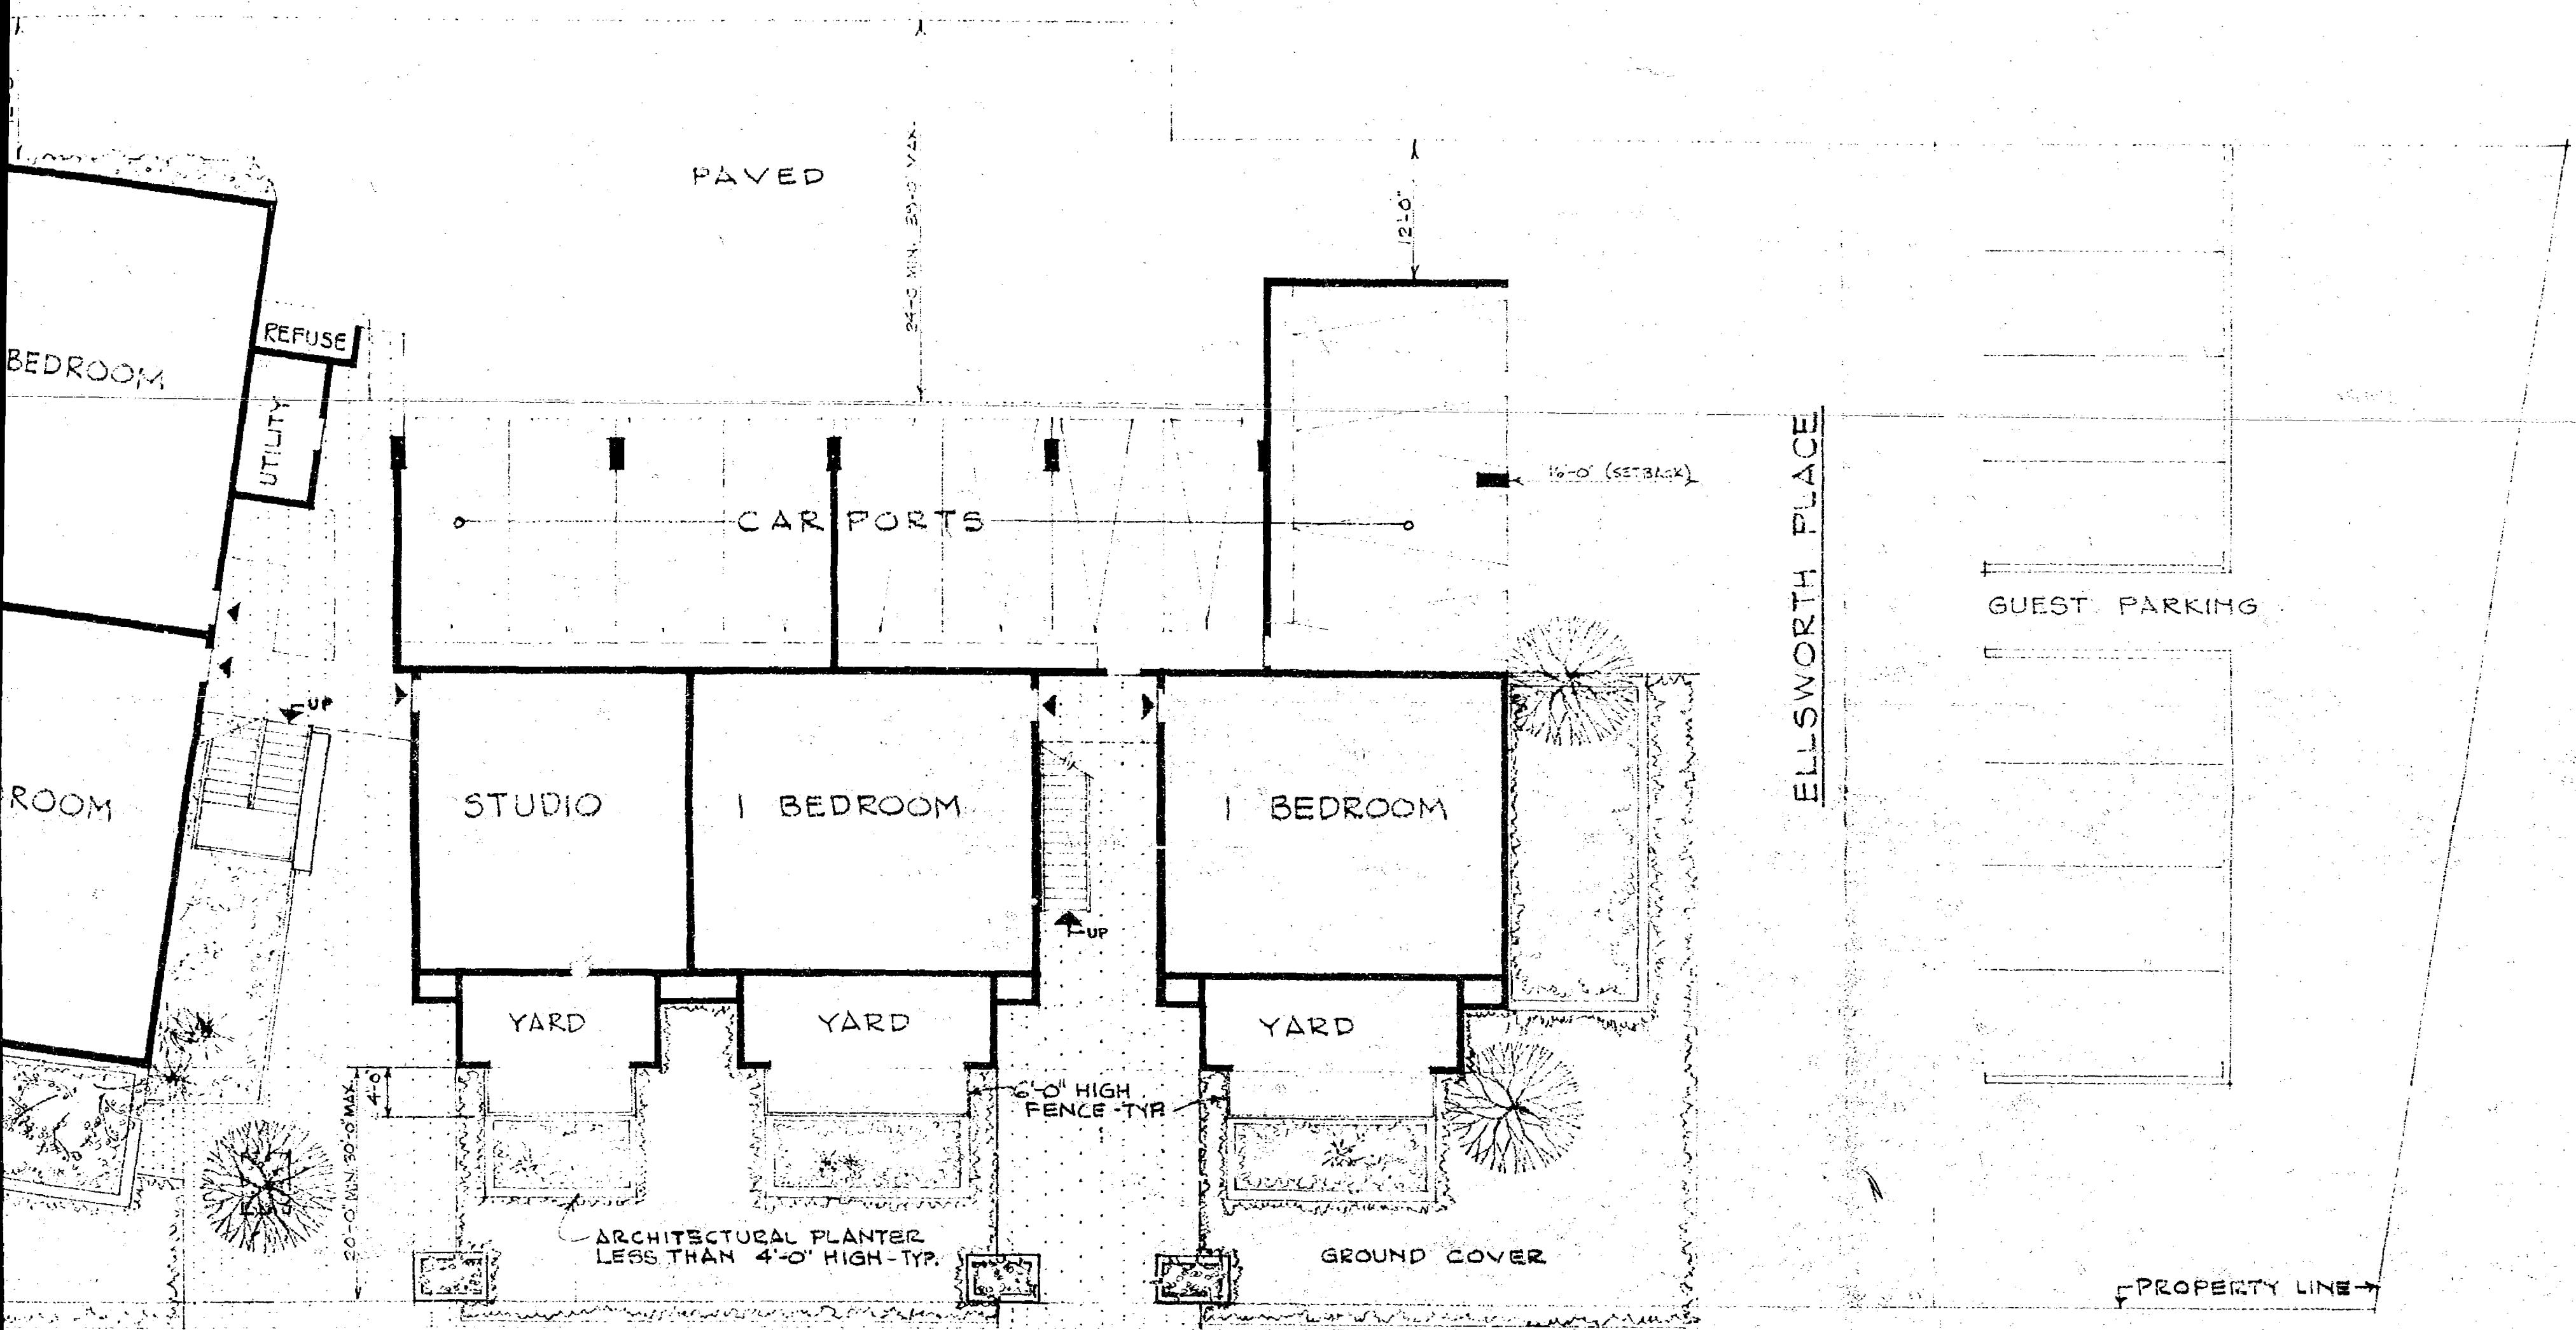 PAVED
24'-0" MIN. 39'-0" MAX.
12'-0"
REFUSE
BEDROOM
UTILITY
16'-0" (SETBACK)
CAR PORTS
ELLSWORTH PLACE
GUEST PARKING
UP
STUDIO
1 BEDROOM
1 BEDROOM
ROOM
UP
YARD
YARD
YARD
4'-0"
20'-0" MIN. 30'-0" MAX.
6'-0" HIGH
FENCE-TYP.
ARCHITECTURAL PLANTER
LESS THAN 4'-0" HIGH-TYP.
GROUND COVER
PROPERTY LINE